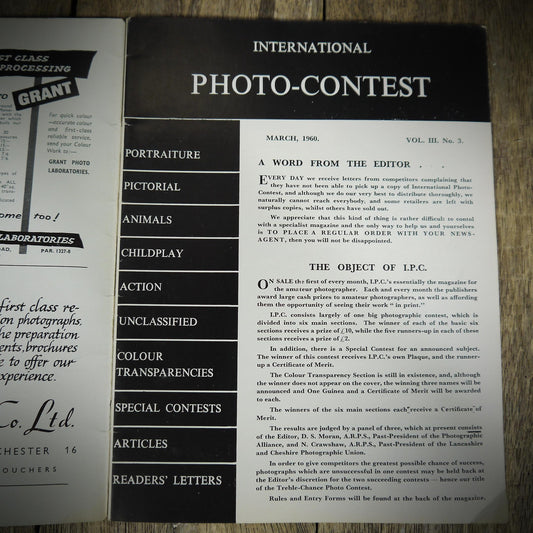 ST CLASS
PROCESSING
GRANT
For quick colour
—accurate colour
and first-class
reliable service,
send your Colour
Work to —
GRANT PHOTO
LABORATORIES.
ome too!
LABORATORIES
OAD. PAR. 1327-8
first class re-
on photographs.
he preparation
ents, brochures
e to offer our
xperience.
Co. Ltd.
CHESTER 16
OUCHERS
INTERNATIONAL
PHOTO-CONTEST
PORTRAITURE
PICTORIAL
ANIMALS
CHILDPLAY
ACTION
UNCLASSIFIED
COLOUR
TRANSPARENCIES
SPECIAL CONTESTS
ARTICLES
READERS' LETTERS
MARCH, 1960. VOL. III. No. 3.
A WORD FROM THE EDITOR . . .
EVERY DAY we receive letters from competitors complaining that
they have not been able to pick up a copy of International Photo-
Contest, and although we do our very best to distribute thoroughly, we
naturally cannot reach everybody, and some retailers are left with
surplus copies, whilst others have sold out.
We appreciate that this kind of thing is rather difficult to contol
with a specialist magazine and the only way to help us and yourselves
is TO PLACE A REGULAR ORDER WITH YOUR NEWS-
AGENT, then you will not be disappointed.
THE OBJECT OF I.P.C.
ON SALE the first of every month, I.P.C.'s essentially the magazine for
the amateur photographer. Each and every month the publishers
award large cash prizes to amateur photographers, as well as affording
them the opportunity of seeing their work " in print."
I.P.C. consists largely of one big photographic contest, which is
divided into six main sections. The winner of each of the basic six
sections receives a prize of £10, while the five runners-up in each of these
sections receives a prize of £2.
In addition, there is a Special Contest for an announced subject.
The winner of this contest receives I.P.C.'s own Plaque, and the runner-
up a Certificate of Merit.
The Colour Transparency Section is still in existence, and, although
the winner does not appear on the cover, the winning three names will be
announced and One Guinea and a Certificate of Merit will be awarded
to each.
The winners of the six main sections each receive a Certificate of
Merit.
The results are judged by a panel of three, which at present consists
of the Editor, D. S. Moran, A.R.P.S., Past-President of the Photographic
Alliance, and N. Crawshaw, A.R.P.S., Past-President of the Lancashire
and Cheshire Photographic Union.
In order to give competitors the greatest possible chance of success,
photographs which are unsuccessful in one contest may be held back at
the Editor's discretion for the two succeeding contests — hence our title
of the Treble-Chance Photo Contest.
Rules and Entry Forms will be found at the back of the magazine.